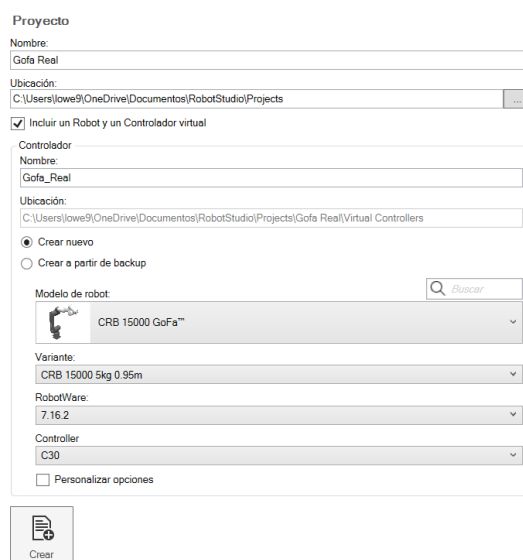 Proyecto
Nombre:
Gofa Real
Ubicación:
C:\Users\lowe9\OneDrive\Documentos\RobotStudio\Projects
...
Incluir un Robot y un Controlador virtual
Controlador
Nombre:
Gofa_Real
Ubicación:
C:\Users\lowe9\OneDrive\Documentos\RobotStudio\Projects\Gofa Real\Virtual Controllers
Crear nuevo
Crear a partir de backup
Buscar
Modelo de robot:
CRB 15000 GoFa™
Variante:
CRB 15000 5kg 0.95m
RobotWare:
7.16.2
Controller
C30
Personalizar opciones
Crear